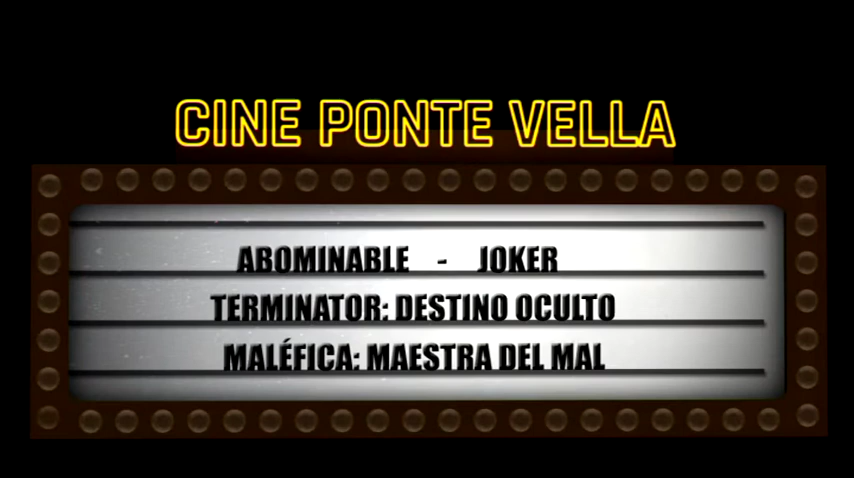 CINE PONTE VELLA
ABOMINABLE - JOKER
TERMINATOR: DESTINO OCULTO
MALÉFICA: MAESTRA DEL MAL